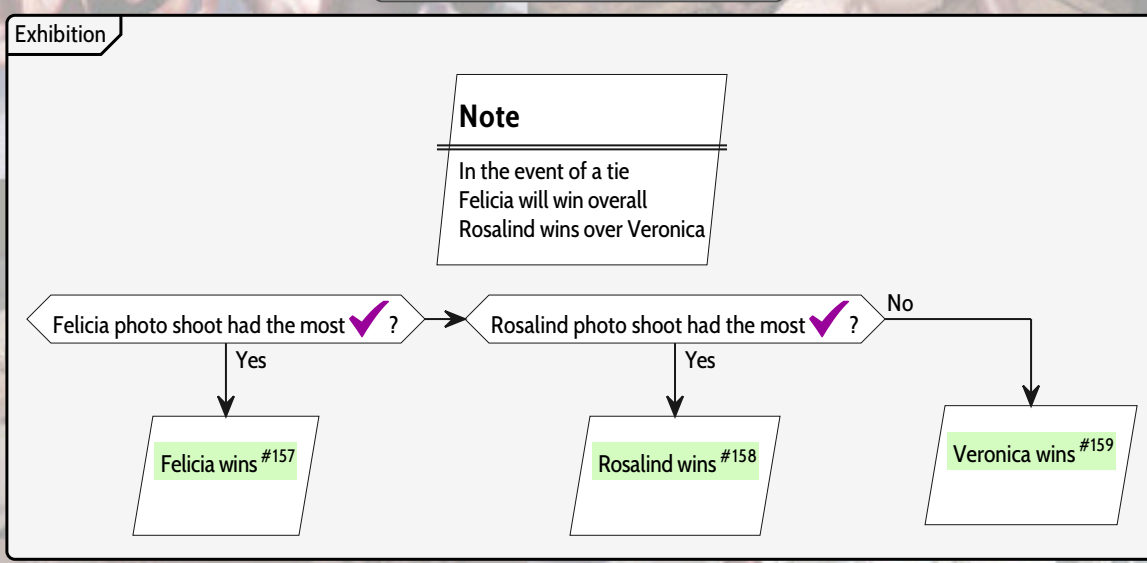 Exhibition
Note
In the event of a tie
Felicia will win overall
Rosalind wins over Veronica
Felicia photo shoot had the most ✔ ?
Rosalind photo shoot had the most ✔ ?
No
Yes
Yes
Felicia wins #157
Rosalind wins #158
Veronica wins #159